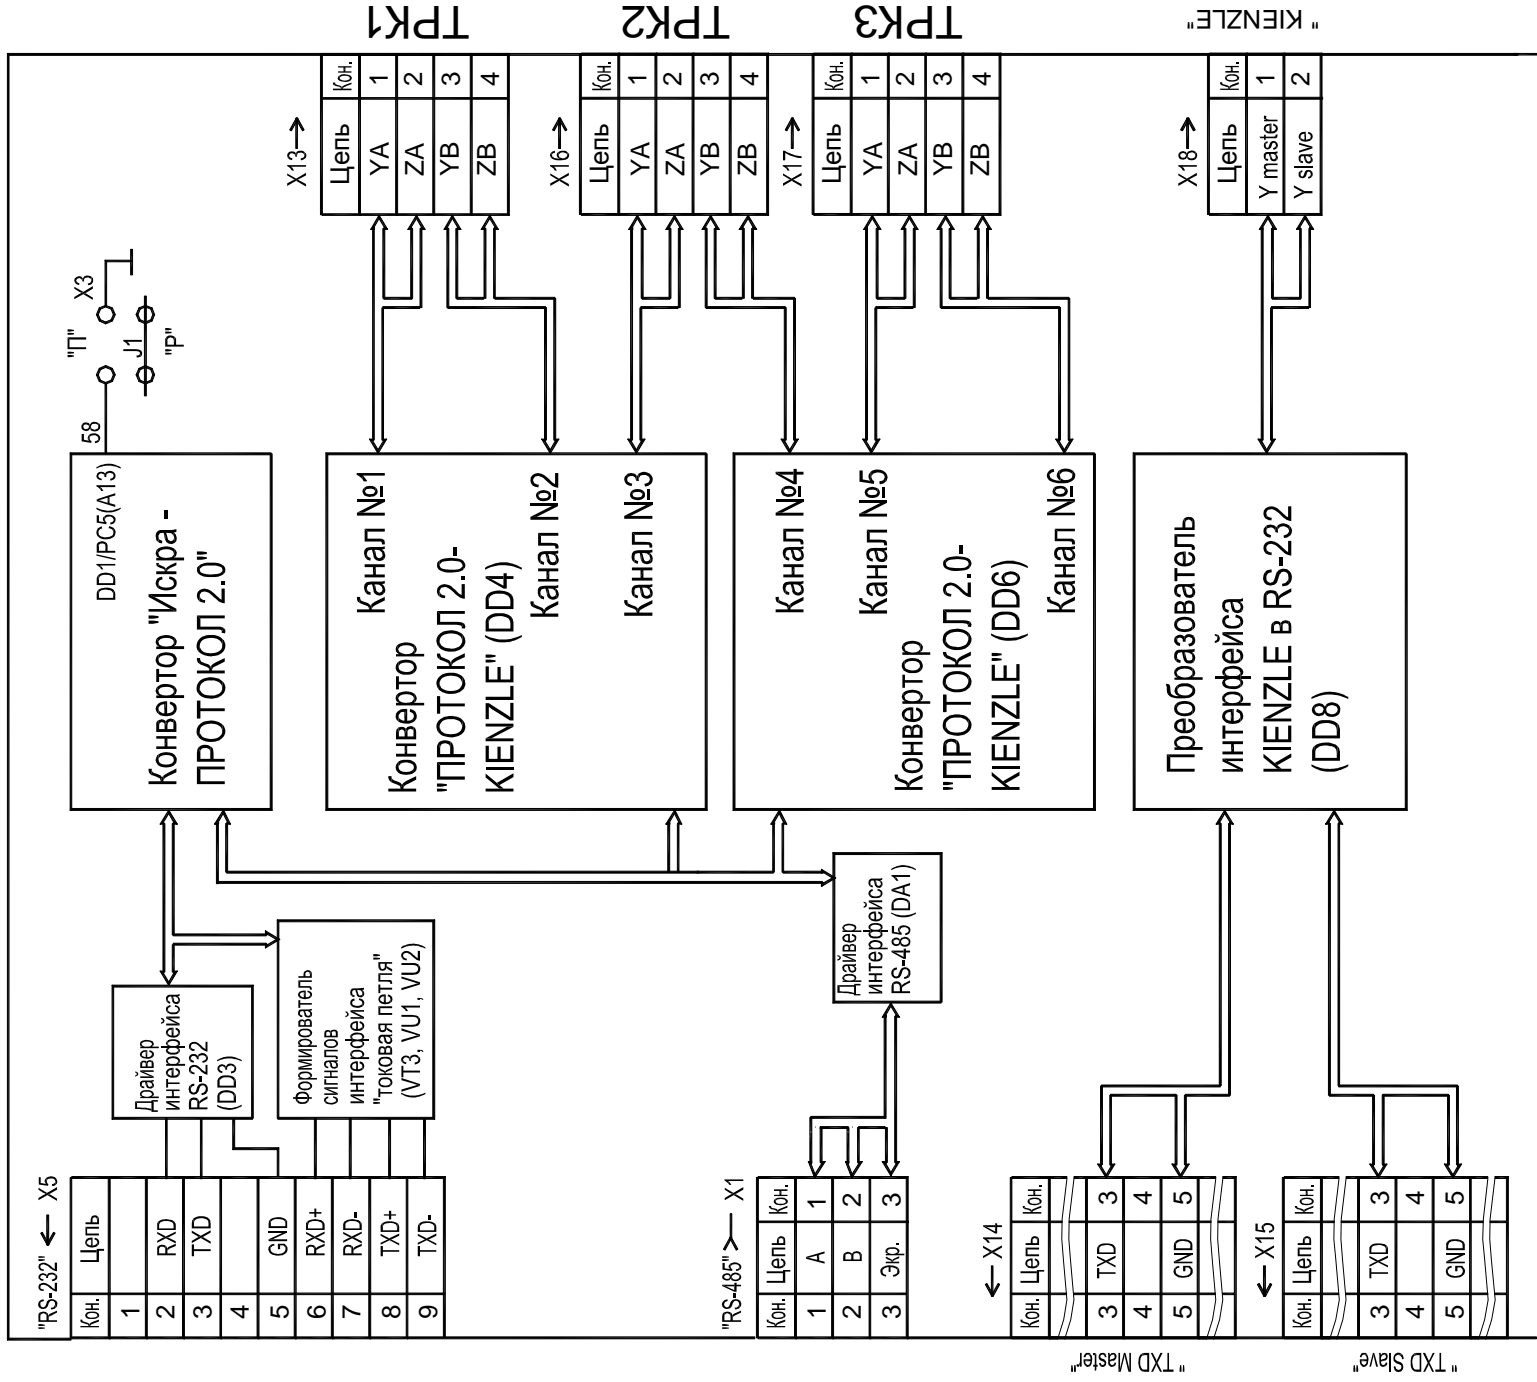 "RS-232" X5
Кон. Цепь
1
2 RXD
3 TXD
4
5 GND
6 RXD+
7 RXD-
8 TXD+
9 TXD-
Драйвер
интерфейса
RS-232
(DD3)
Формирователь
сигналов
интерфейса
"токовая петля"
(VT3, VU1, VU2)
DD1/PC5(A13)
Конвертор "Искра -
ПРОТОКОЛ 2.0"
58
"П"
X3
J1
"Р"
Канал №1
Конвертор
"ПРОТОКОЛ 2.0-
KIENZLE" (DD4)
Канал №2
Канал №3
X13
Цепь Кон.
YA 1
ZA 2
YB 3
ZB 4
ТРК1
X16
Цепь Кон.
YA 1
ZA 2
YB 3
ZB 4
ТРК2
"RS-485" X1
Кон. Цепь Кон.
1 A 1
2 B 2
3 Экр. 3
Драйвер
интерфейса
RS-485 (DA1)
Канал №4
Канал №5
Конвертор
"ПРОТОКОЛ 2.0-
KIENZLE" (DD6)
Канал №6
X17
Цепь Кон.
YA 1
ZA 2
YB 3
ZB 4
ТРК3
X14
Кон. Цепь Кон.
3 TXD 3
4 4
5 GND 5
"TXD Master"
X15
Кон. Цепь Кон.
3 TXD 3
4 4
5 GND 5
"TXD Slave"
Преобразователь
интерфейса
KIENZLE в RS-232
(DD8)
X18
Цепь Кон.
Y master 1
Y slave 2
" KIENZLE"